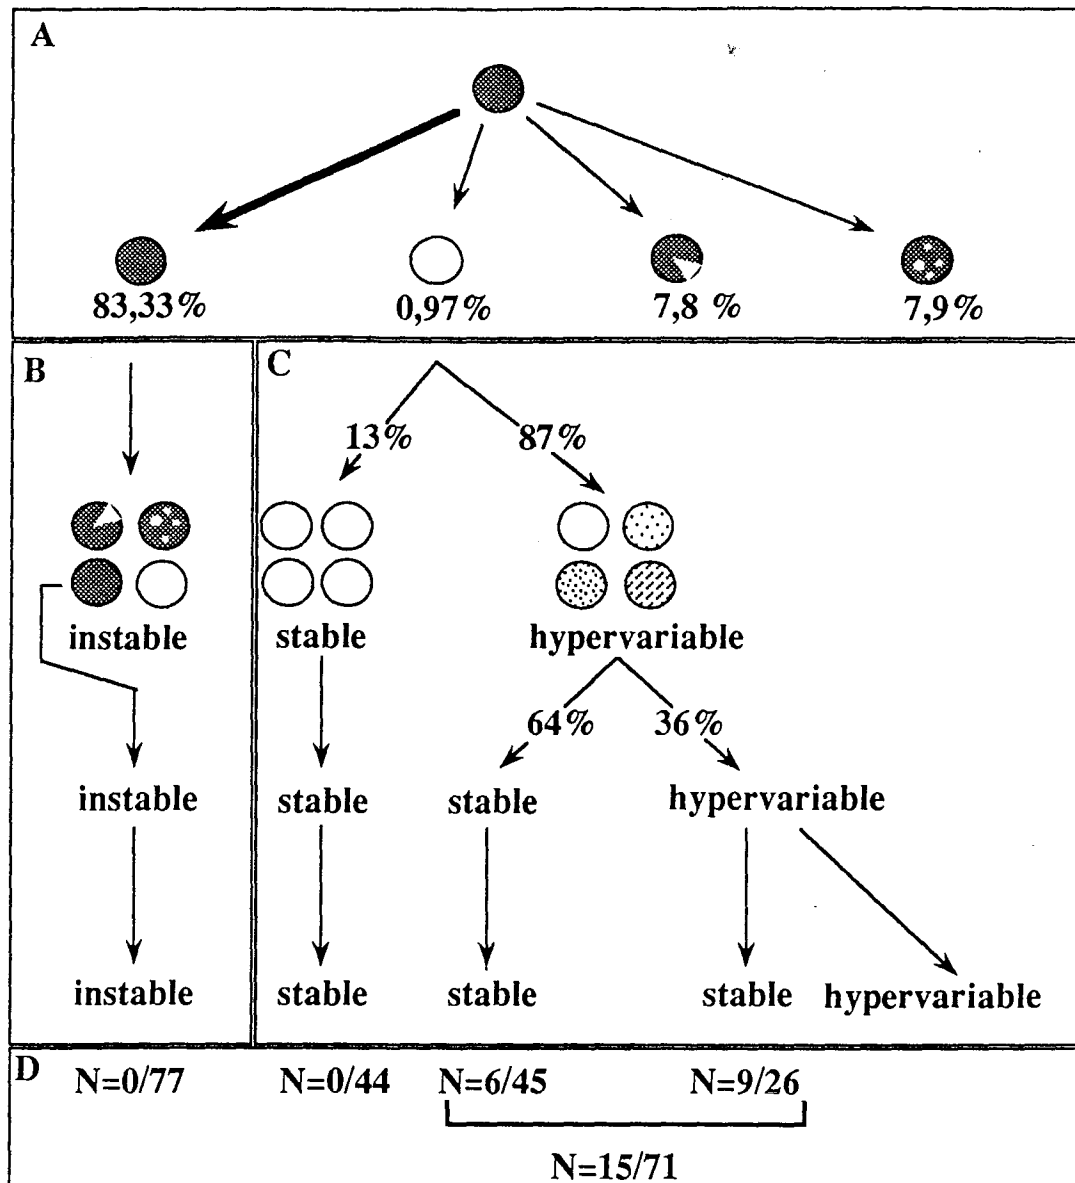 A
83,33% 0,97% 7,8 % 7,9%
B C
13% 87%
instable stable hypervariable
64% 36%
instable stable stable hypervariable
instable stable stable stable hypervariable
D N=0/77 N=0/44 N=6/45 N=9/26
N=15/71